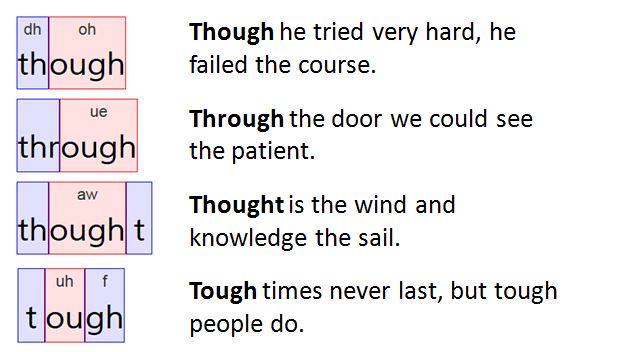 dh oh
though
Though he tried very hard, he
failed the course.
ue
through
Through the door we could see
the patient.
aw
though t
Thought is the wind and
knowledge the sail.
uh f
t ough
Tough times never last, but tough
people do.